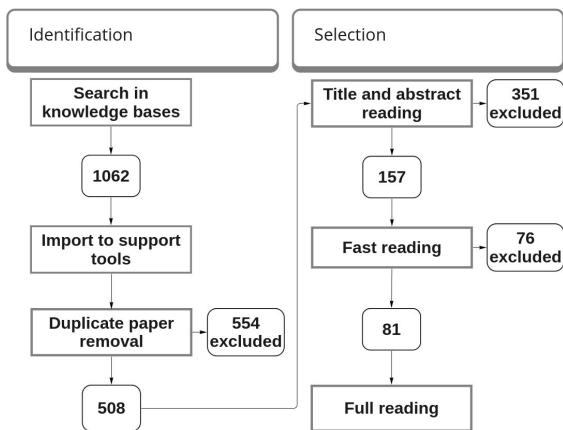 Identification
Search in
knowledge bases
1062
Import to support
tools
Duplicate paper
removal
554
excluded
508
Selection
Title and abstract
reading
351
excluded
157
Fast reading
76
excluded
81
Full reading